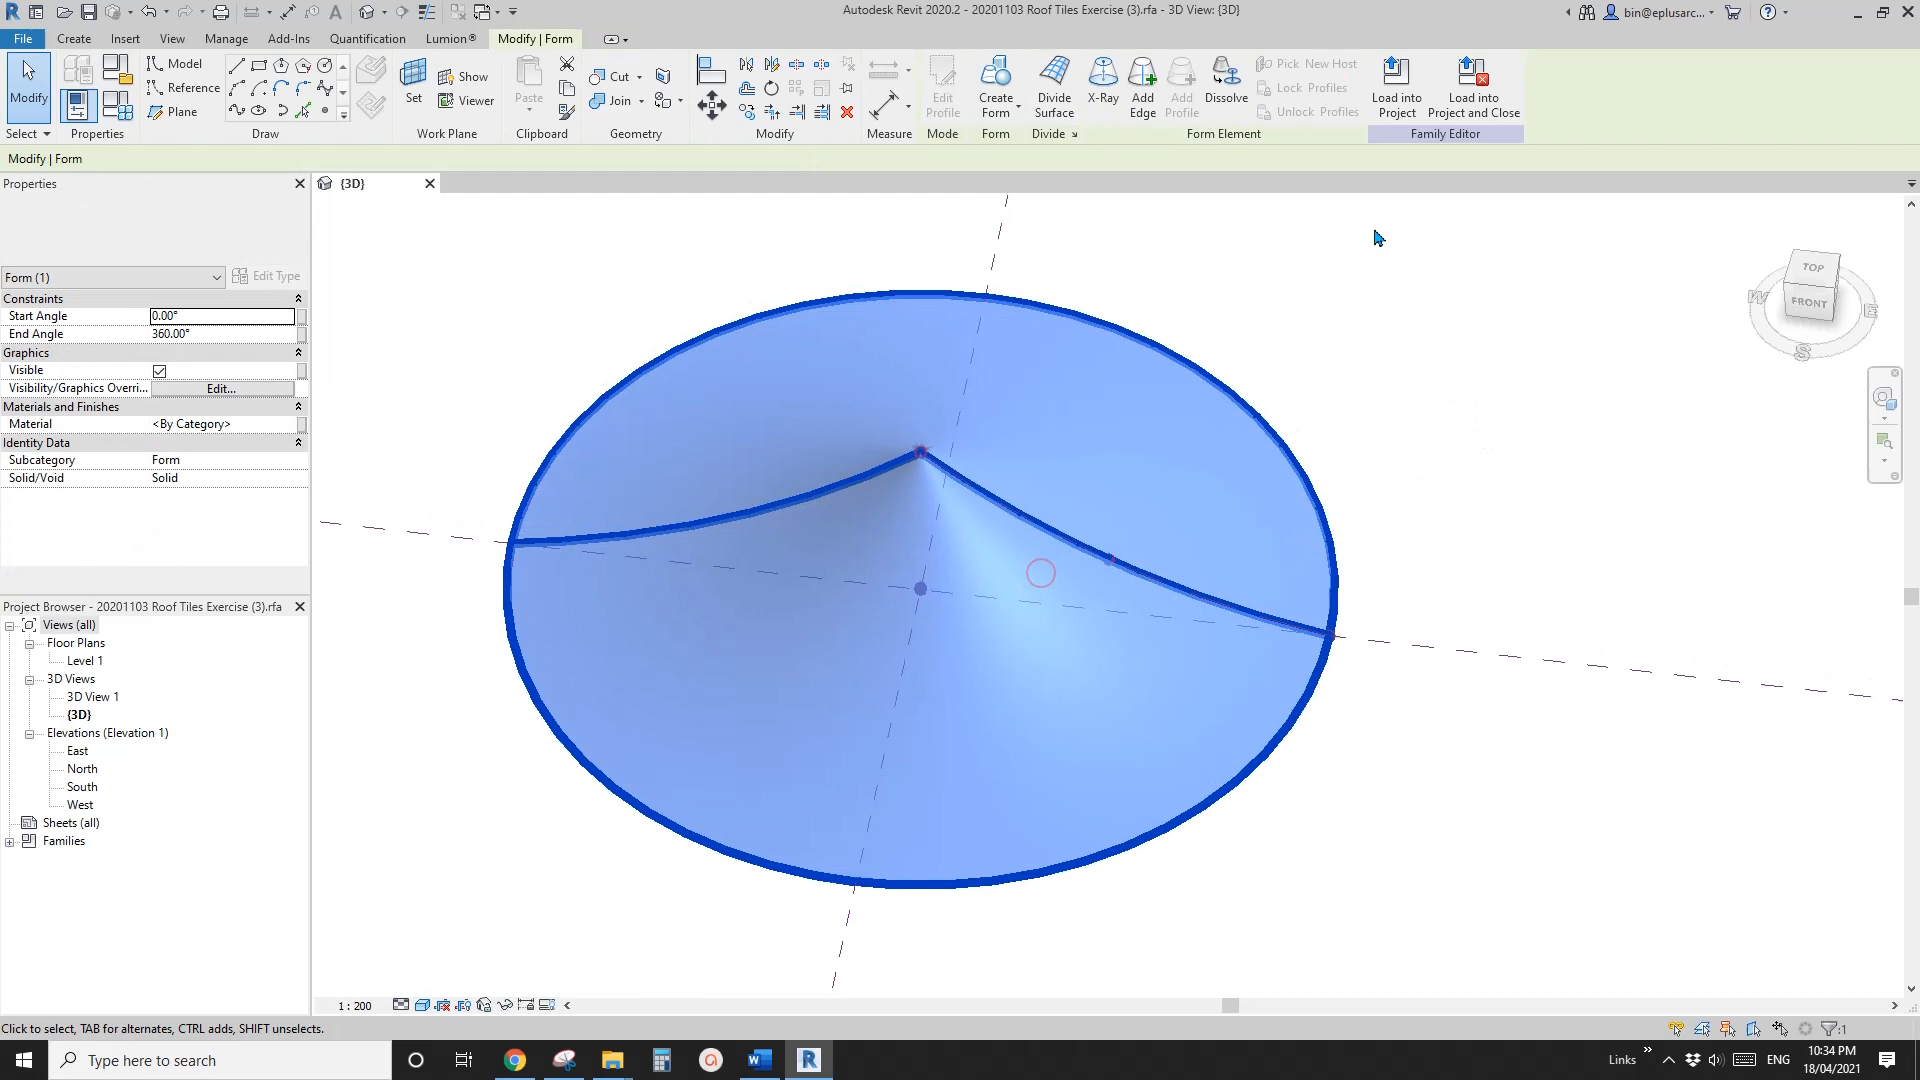 Autodesk Revit 2020.2 - 20201103 Roof Tiles Exercise (3).rfa - 3D View: {3D}
bin@eplusarc...
File Create Insert View Manage Add-Ins Quantification Lumion® Modify | Form
Modify
Model
Reference
Plane
Set
Show
Viewer
Paste
Cut
Join
Edit Profile
Create Form
Divide Surface
X-Ray
Add Edge
Add Profile
Dissolve
Pick New Host
Lock Profiles
Unlock Profiles
Load into Project
Load into Project and Close
Select Properties Draw Work Plane Clipboard Geometry Modify Measure Mode Form Divide Form Element Family Editor
Modify | Form
Properties
{3D}
Form (1)
Edit Type
Constraints
Start Angle 0.00°
End Angle 360.00°
Graphics
Visible
Visibility/Graphics Overri... Edit...
Materials and Finishes
Material <By Category>
Identity Data
Subcategory Form
Solid/Void Solid
TOP
FRONT
W
E
S
Project Browser - 20201103 Roof Tiles Exercise (3).rfa
Views (all)
Floor Plans
Level 1
3D Views
3D View 1
{3D}
Elevations (Elevation 1)
East
North
South
West
Sheets (all)
Families
1 : 200
Click to select, TAB for alternates, CTRL adds, SHIFT unselects.
:1
Type here to search
Links
ENG
10:34 PM
18/04/2021